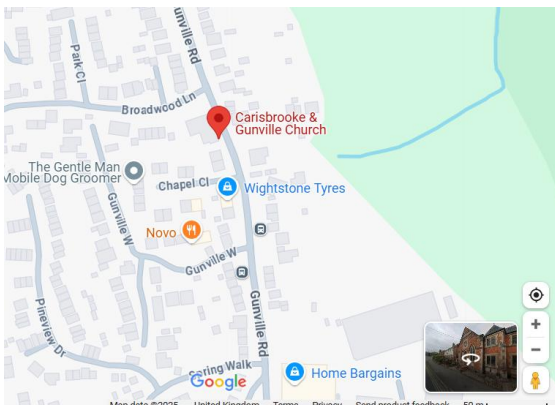 Gunville Rd
Park Cl
Broadwood Ln
Carisbrooke &
Gunville Church
The Gentle Man
Mobile Dog Groomer
Chapel Cl
Wightstone Tyres
Gunville W
Novo
Gunville W
Gunville Rd
Pineview Dr
Spring Walk
Google
Home Bargains
Map data ©2025 United Kingdom Terms Privacy Send product feedback 50 m